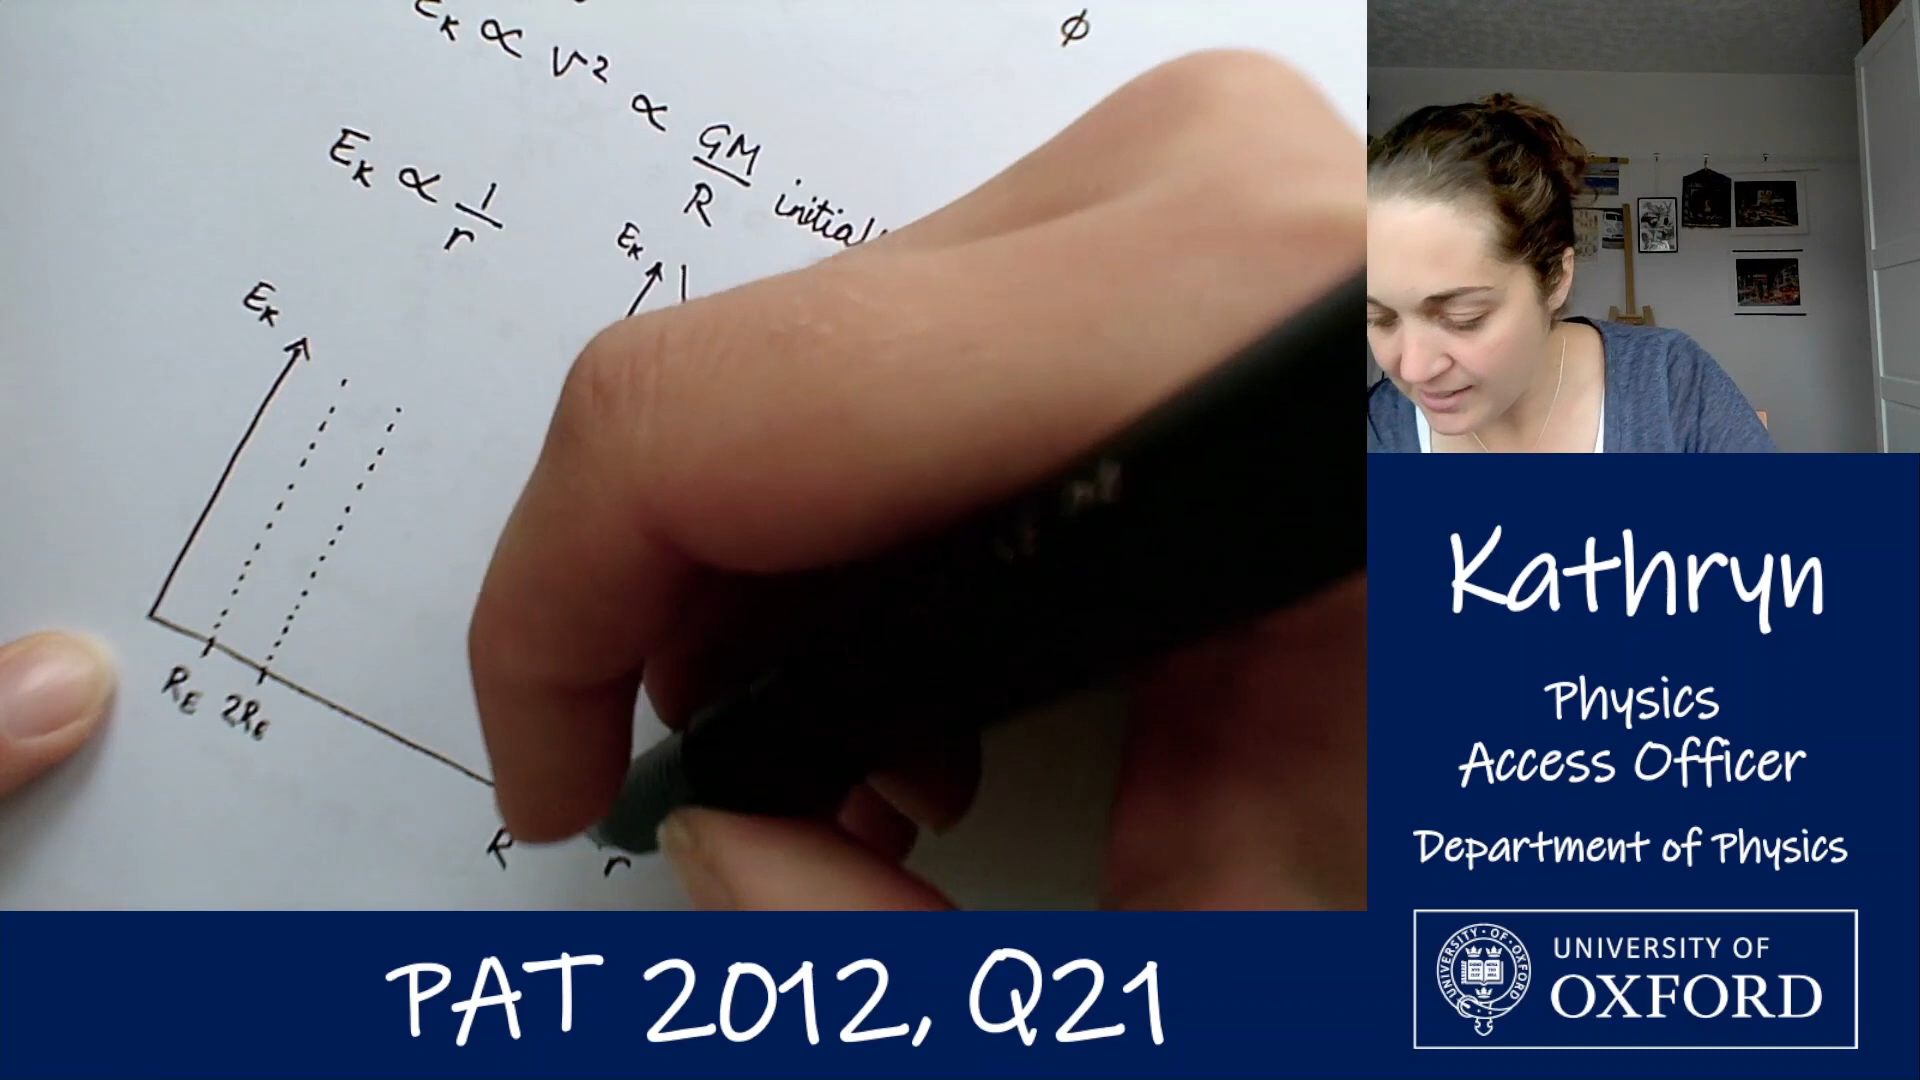 φ
Eₖ ∝ v² ∝ GM/R initial
Eₖ ∝ 1/r
Eₖ
Eₖ
R_E 2R_E
R
r
Kathryn
Physics
Access Officer
Department of Physics
PAT 2012, Q21
UNIVERSITY OF
OXFORD